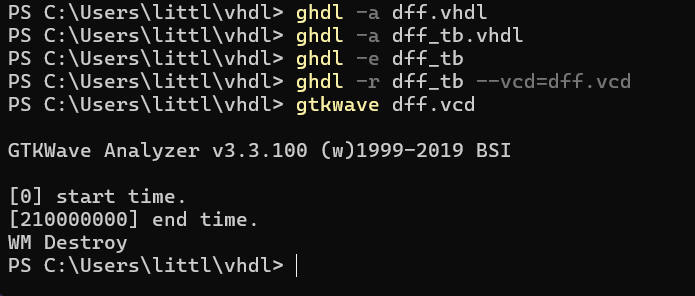 PS C:\Users\littl\vhdl> ghdl -a dff.vhdl
PS C:\Users\littl\vhdl> ghdl -a dff_tb.vhdl
PS C:\Users\littl\vhdl> ghdl -e dff_tb
PS C:\Users\littl\vhdl> ghdl -r dff_tb --vcd=dff.vcd
PS C:\Users\littl\vhdl> gtkwave dff.vcd
GTKWave Analyzer v3.3.100 (w)1999-2019 BSI
[0] start time.
[210000000] end time.
WM Destroy
PS C:\Users\littl\vhdl>